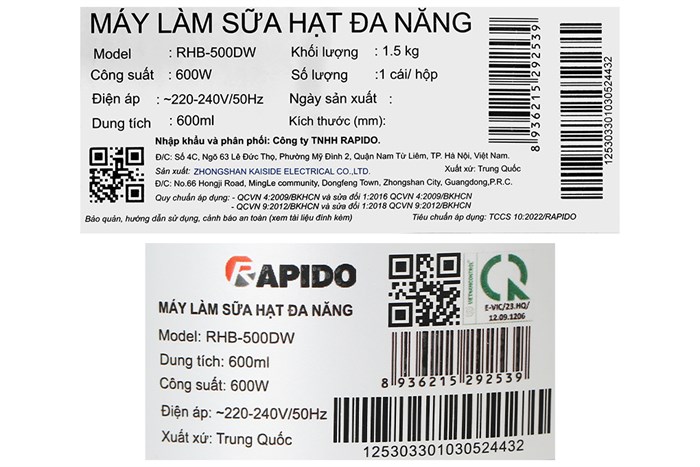 MÁY LÀM SỮA HẠT ĐA NĂNG
Model : RHB-500DW Khối lượng : 1.5 kg
Công suất : 600W Số lượng : 1 cái/ hộp
Điện áp : ~220-240V/50Hz Ngày sản xuất :
Dung tích : 600ml Kích thước (mm):
Nhập khẩu và phân phối: Công ty TNHH RAPIDO.
Đ/C: Số 4C, Ngõ 63 Lê Đức Thọ, Phường Mỹ Đình 2, Quận Nam Từ Liêm, TP. Hà Nội, Việt Nam.
Sản xuất: ZHONGSHAN KAISIDE ELECTRICAL CO.,LTD. Xuất xứ: Trung Quốc
Đ/C: No.66 Hongji Road, MingLe community, Dongfeng Town, Zhongshan City, Guangdong,P.R.C.
Quy chuẩn áp dụng: - QCVN 4:2009/BKHCN và sửa đổi 1:2016 QCVN 4:2009/BKHCN
- QCVN 9:2012/BKHCN và sửa đổi 1:2018 QCVN 9:2012/BKHCN
Bảo quản, hướng dẫn sử dụng, cảnh báo an toàn (xem tài liệu đính kèm) Tiêu chuẩn áp dụng: TCCS 10:2022/RAPIDO
8 936215 292539
125303301030524432
RAPIDO
MÁY LÀM SỮA HẠT ĐA NĂNG
Model: RHB-500DW
Dung tích: 600ml
Công suất: 600W
Điện áp: ~220-240V/50Hz
Xuất xứ: Trung Quốc
VIETNAMCONTROL
E-VIC/23.HQ/
12.09.1206
8 936215 292539
125303301030524432